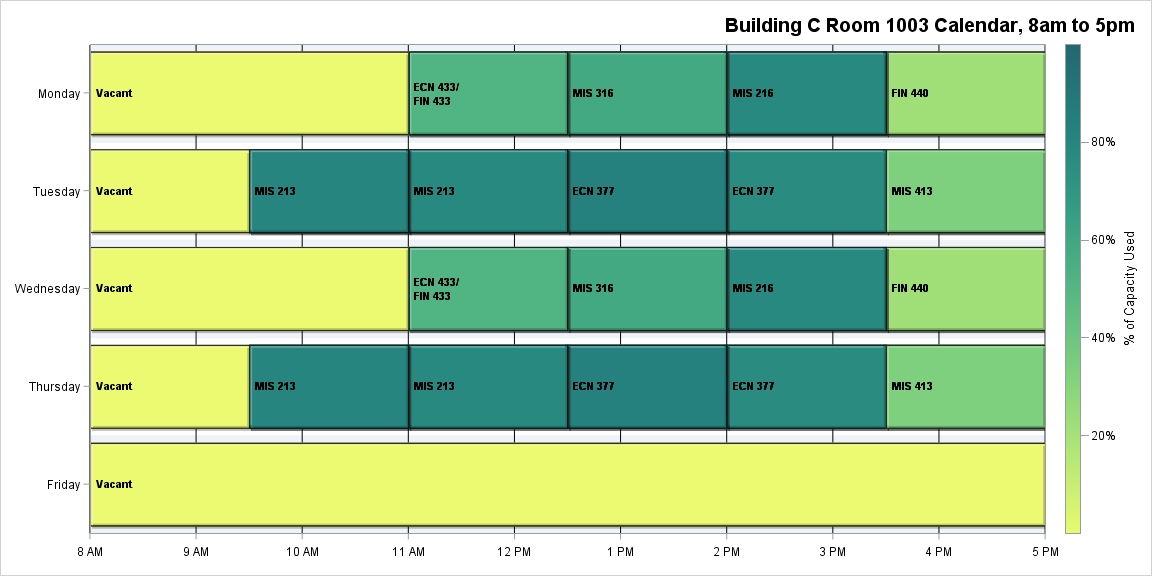 Building C Room 1003 Calendar, 8am to 5pm
Monday
Vacant
ECN 433/
FIN 433
MIS 316
MIS 216
FIN 440
Tuesday
Vacant
MIS 213
MIS 213
ECN 377
ECN 377
MIS 413
Wednesday
Vacant
ECN 433/
FIN 433
MIS 316
MIS 216
FIN 440
Thursday
Vacant
MIS 213
MIS 213
ECN 377
ECN 377
MIS 413
Friday
Vacant
8 AM
9 AM
10 AM
11 AM
12 PM
1 PM
2 PM
3 PM
4 PM
5 PM
80%
60%
40%
20%
% of Capacity Used